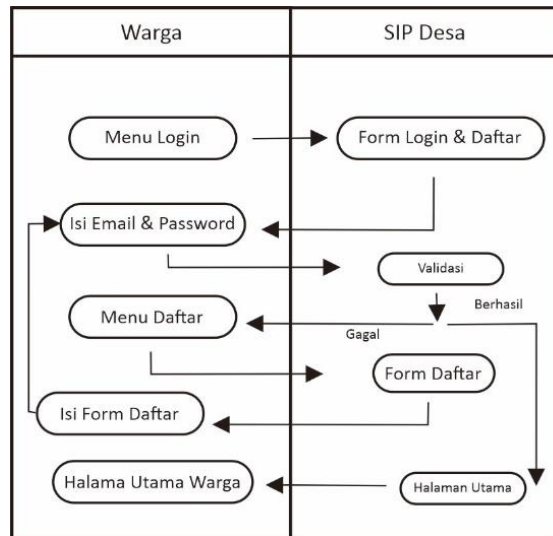 Warga
SIP Desa
Menu Login
Form Login & Daftar
Isi Email & Password
Validasi
Berhasil
Menu Daftar
Gagal
Form Daftar
Isi Form Daftar
Halama Utama Warga
Halaman Utama